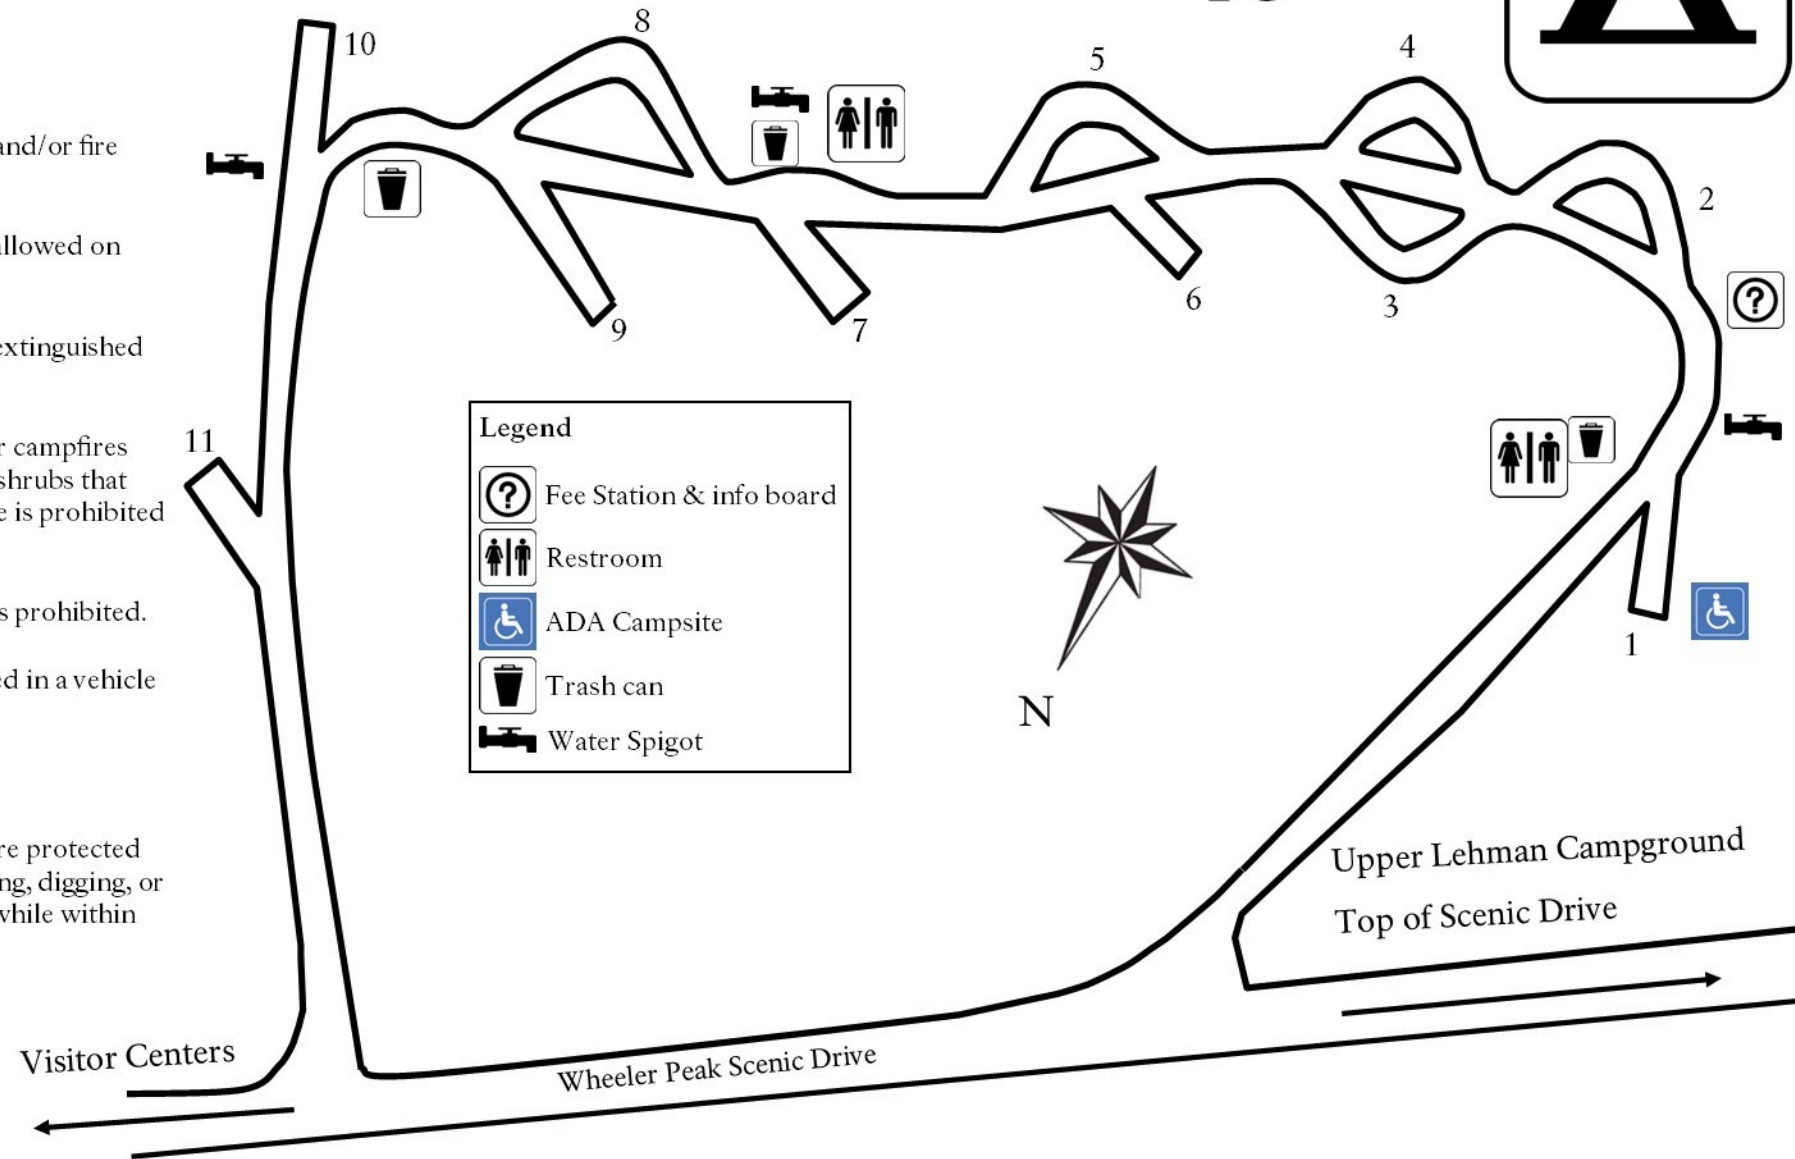 and/or fire
allowed on
extinguished
r campfires
shrubs that
e is prohibited
s prohibited.
ed in a vehicle
re protected
ng, digging, or
while within
10
8
5
4
2
9
7
6
3
11
1
Legend
Fee Station & info board
Restroom
ADA Campsite
Trash can
Water Spigot
N
Upper Lehman Campground
Top of Scenic Drive
Visitor Centers
Wheeler Peak Scenic Drive